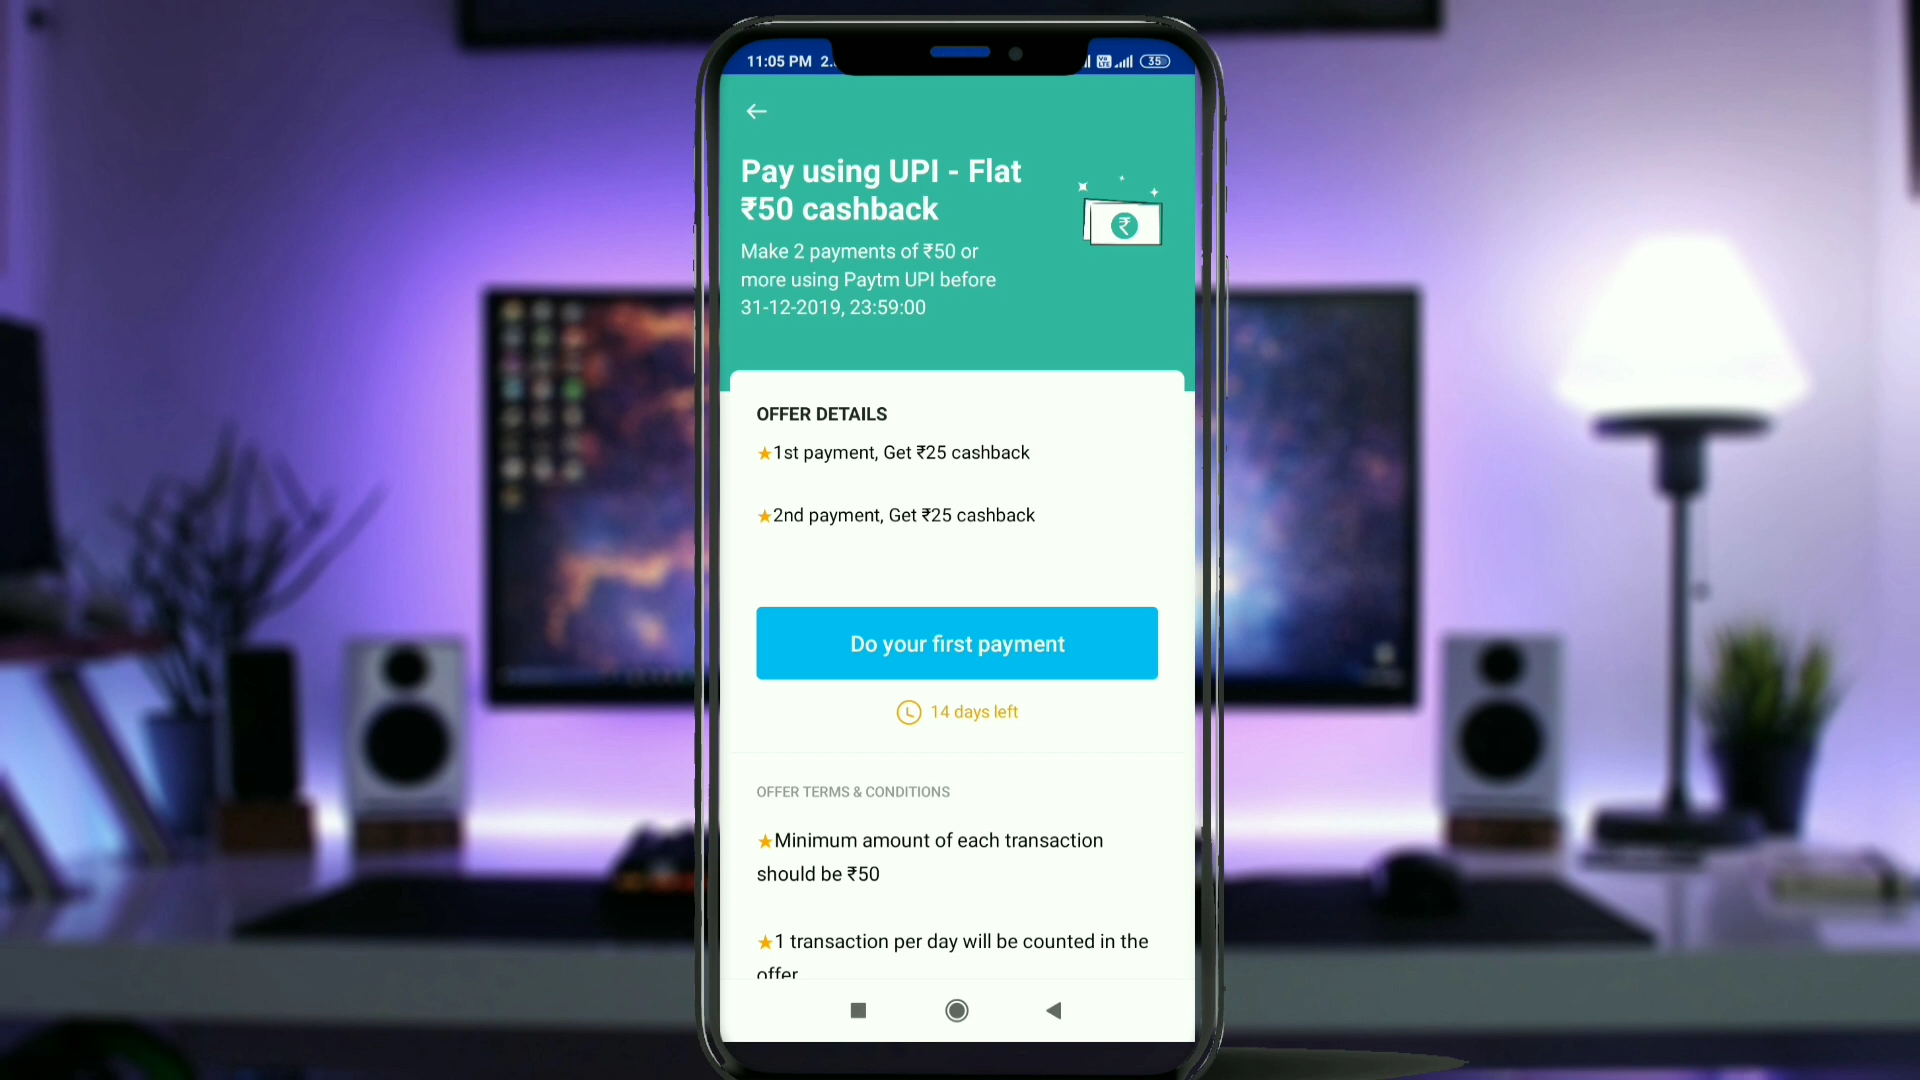 11:05 PM 2.
35
Pay using UPI - Flat
₹50 cashback
₹
Make 2 payments of ₹50 or
more using Paytm UPI before
31-12-2019, 23:59:00
OFFER DETAILS
★1st payment, Get ₹25 cashback
★2nd payment, Get ₹25 cashback
Do your first payment
14 days left
OFFER TERMS & CONDITIONS
★Minimum amount of each transaction
should be ₹50
★1 transaction per day will be counted in the
offer